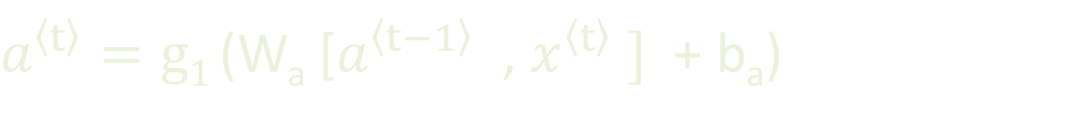 a⟨t⟩ = g₁ (Wₐ [a⟨t−1⟩ , x⟨t⟩ ] + bₐ)